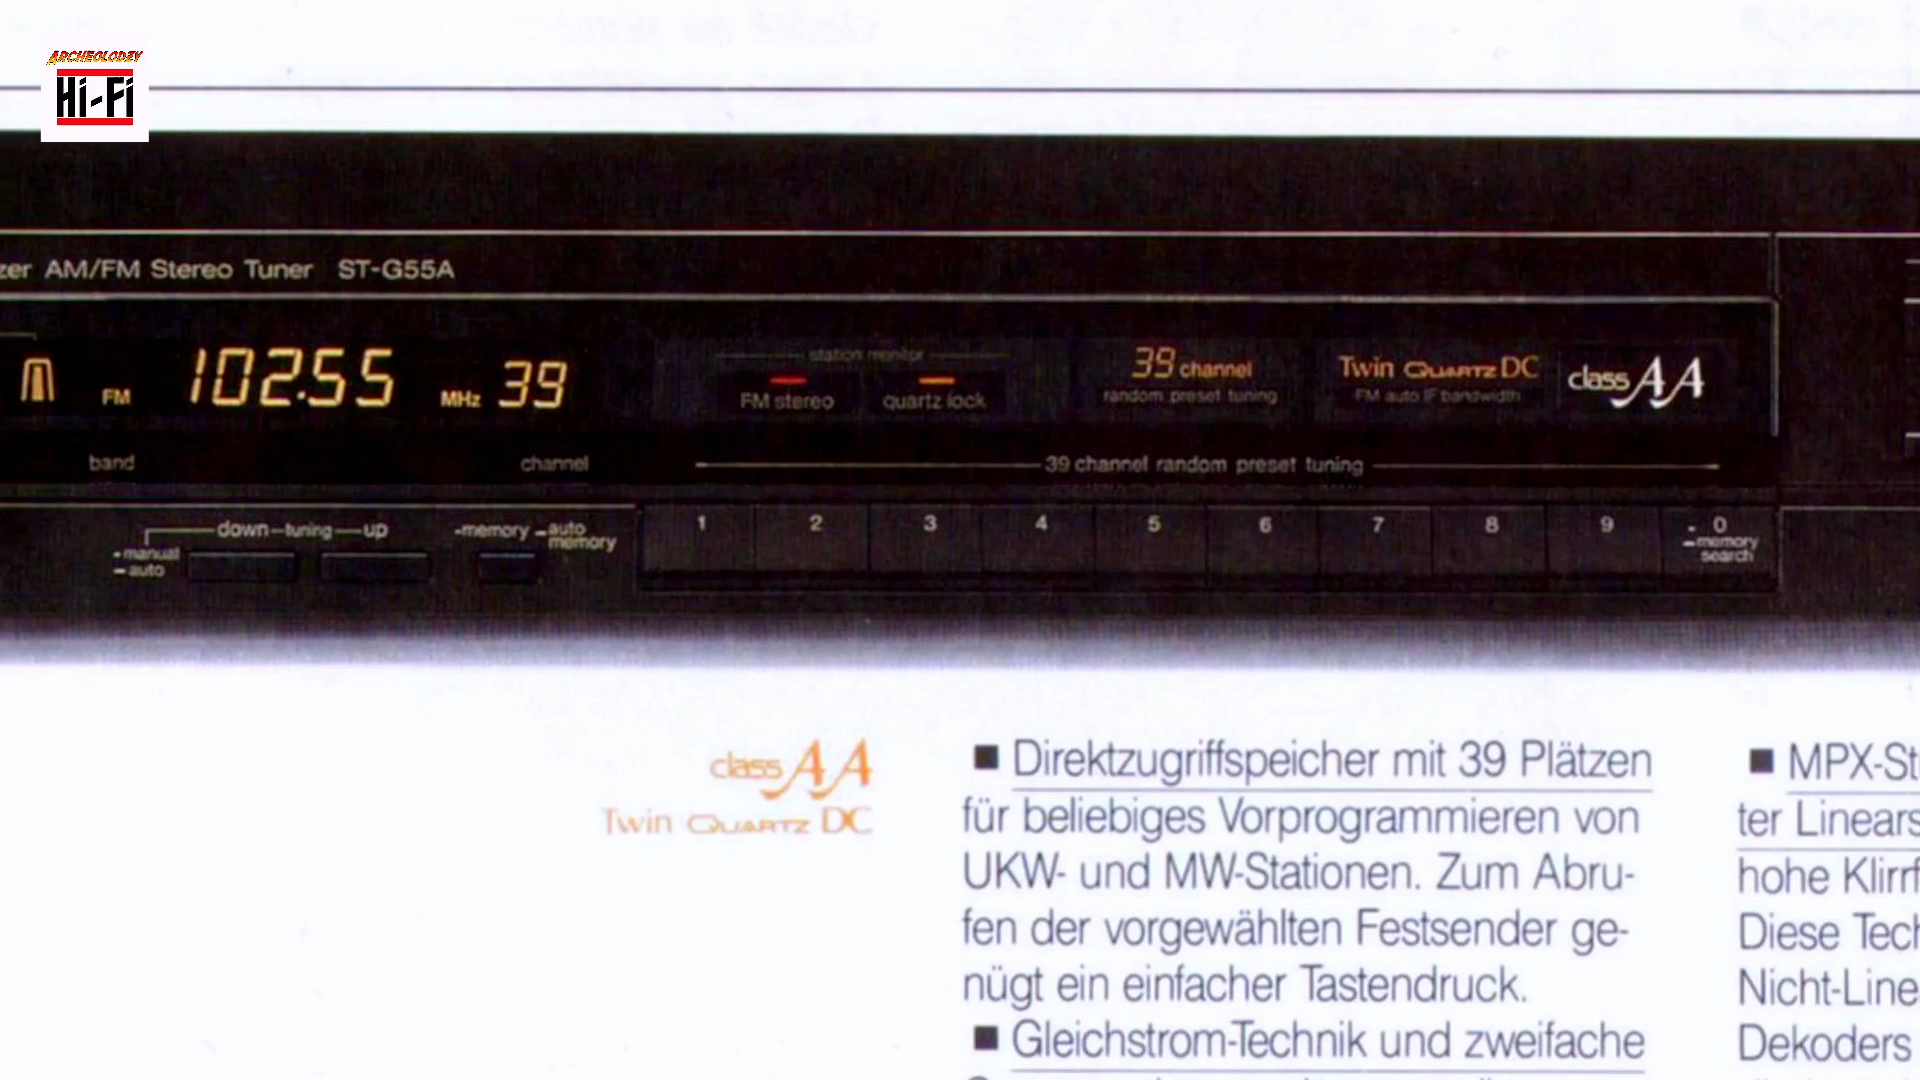 ARCHEOLODZY
Hi-Fi
zer AM/FM Stereo Tuner ST-G55A
FM 102.55 MHz 39
station monitor
FM stereo quartz lock
39 channel
random preset tuning
Twin QUARTZ DC
FM auto IF bandwidth
class AA
band channel
39 channel random preset tuning
down tuning up
-manual
-auto
-memory -auto memory
1 2 3 4 5 6 7 8 9 0
-memory search
class AA
Twin QUARTZ DC
■ Direktzugriffspeicher mit 39 Plätzen
für beliebiges Vorprogrammieren von
UKW- und MW-Stationen. Zum Abru-
fen der vorgewählten Festsender ge-
nügt ein einfacher Tastendruck.
■ Gleichstrom-Technik und zweifache
■ MPX-St
ter Linears
hohe Klirrf
Diese Tech
Nicht-Line
Dekoders